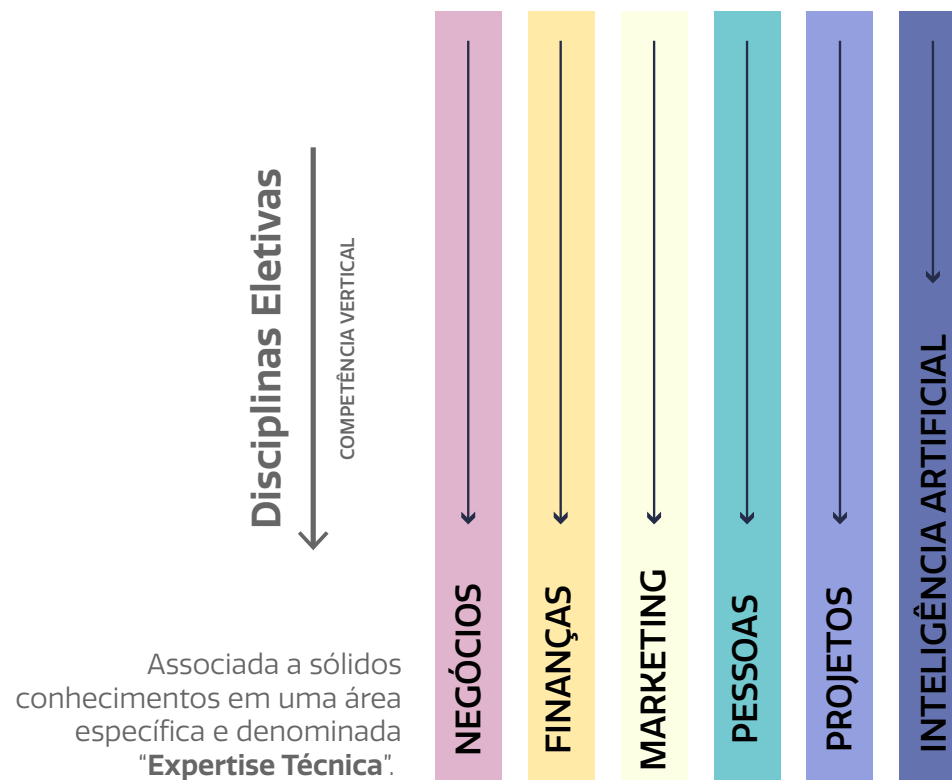 Disciplinas Eletivas
COMPETÊNCIA VERTICAL
Associada a sólidos
conhecimentos em uma área
específica e denominada
“Expertise Técnica”.
NEGÓCIOS
FINANÇAS
MARKETING
PESSOAS
PROJETOS
INTELIGÊNCIA ARTIFICIAL